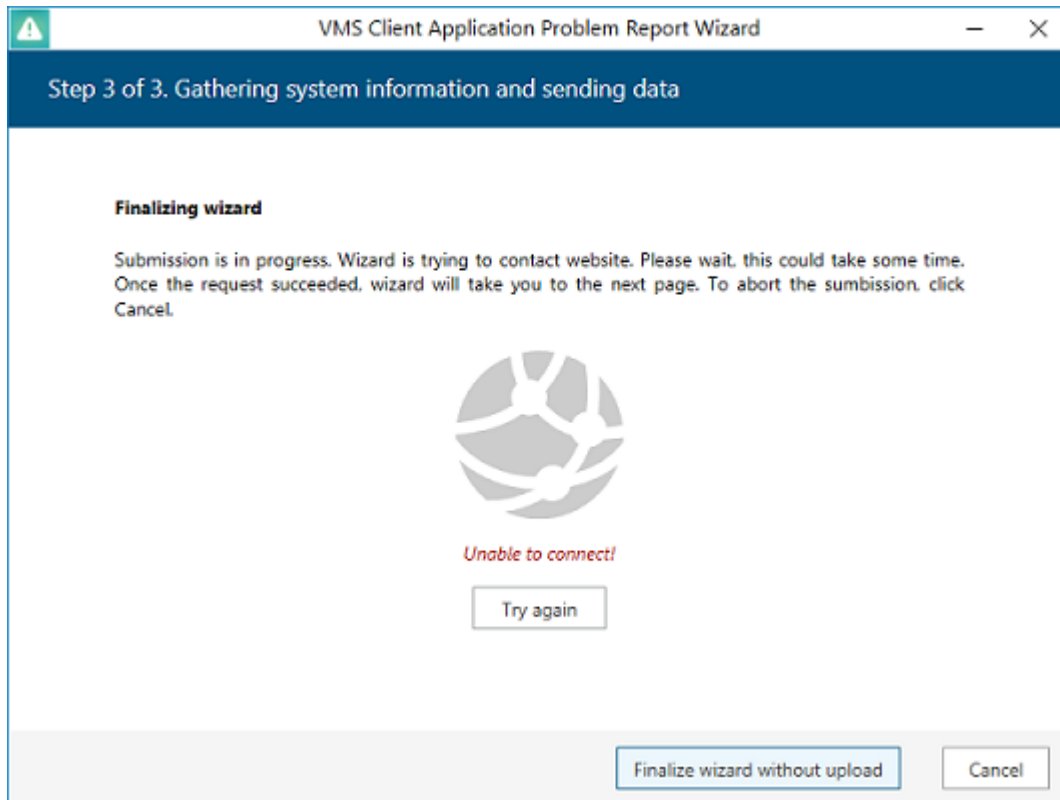 VMS Client Application Problem Report Wizard
Step 3 of 3. Gathering system information and sending data
Finalizing wizard
Submission is in progress. Wizard is trying to contact website. Please wait, this could take some time.
Once the request succeeded, wizard will take you to the next page. To abort the sumbission, click
Cancel.
Unable to connect!
Try again
Finalize wizard without upload
Cancel